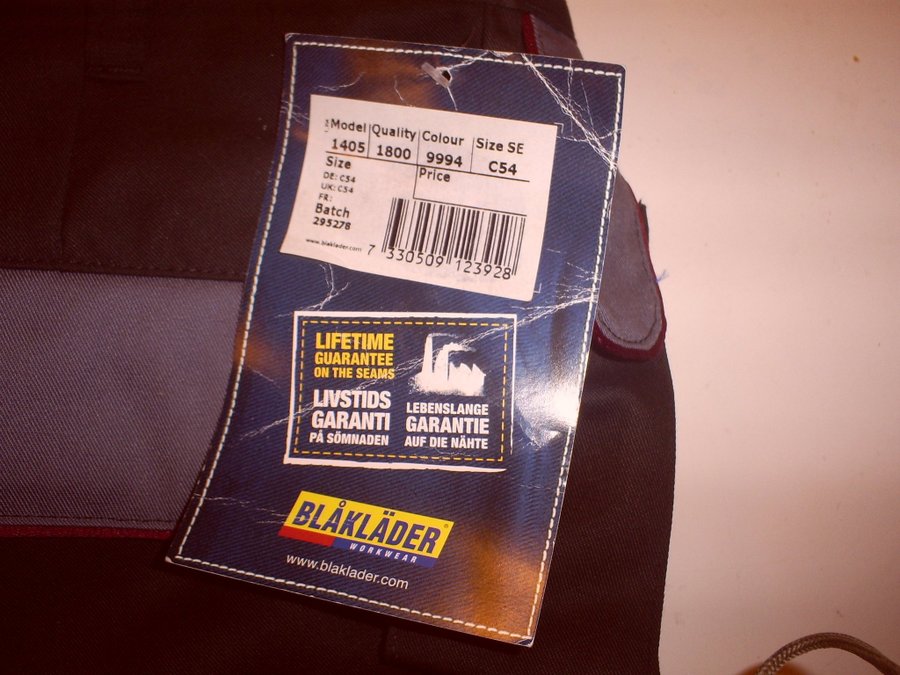 Model Quality Colour Size SE
1405 1800 9994 C54
Size Price
DE: C54
UK: C54
FR:
Batch
295278
www.blaklader.com
7 330509 123928
LIFETIME
GUARANTEE
ON THE SEAMS
LIVSTIDS
GARANTI
PÅ SÖMNADEN
LEBENSLANGE
GARANTIE
AUF DIE NÄHTE
BLÅKLÄDER®
WORKWEAR
www.blaklader.com